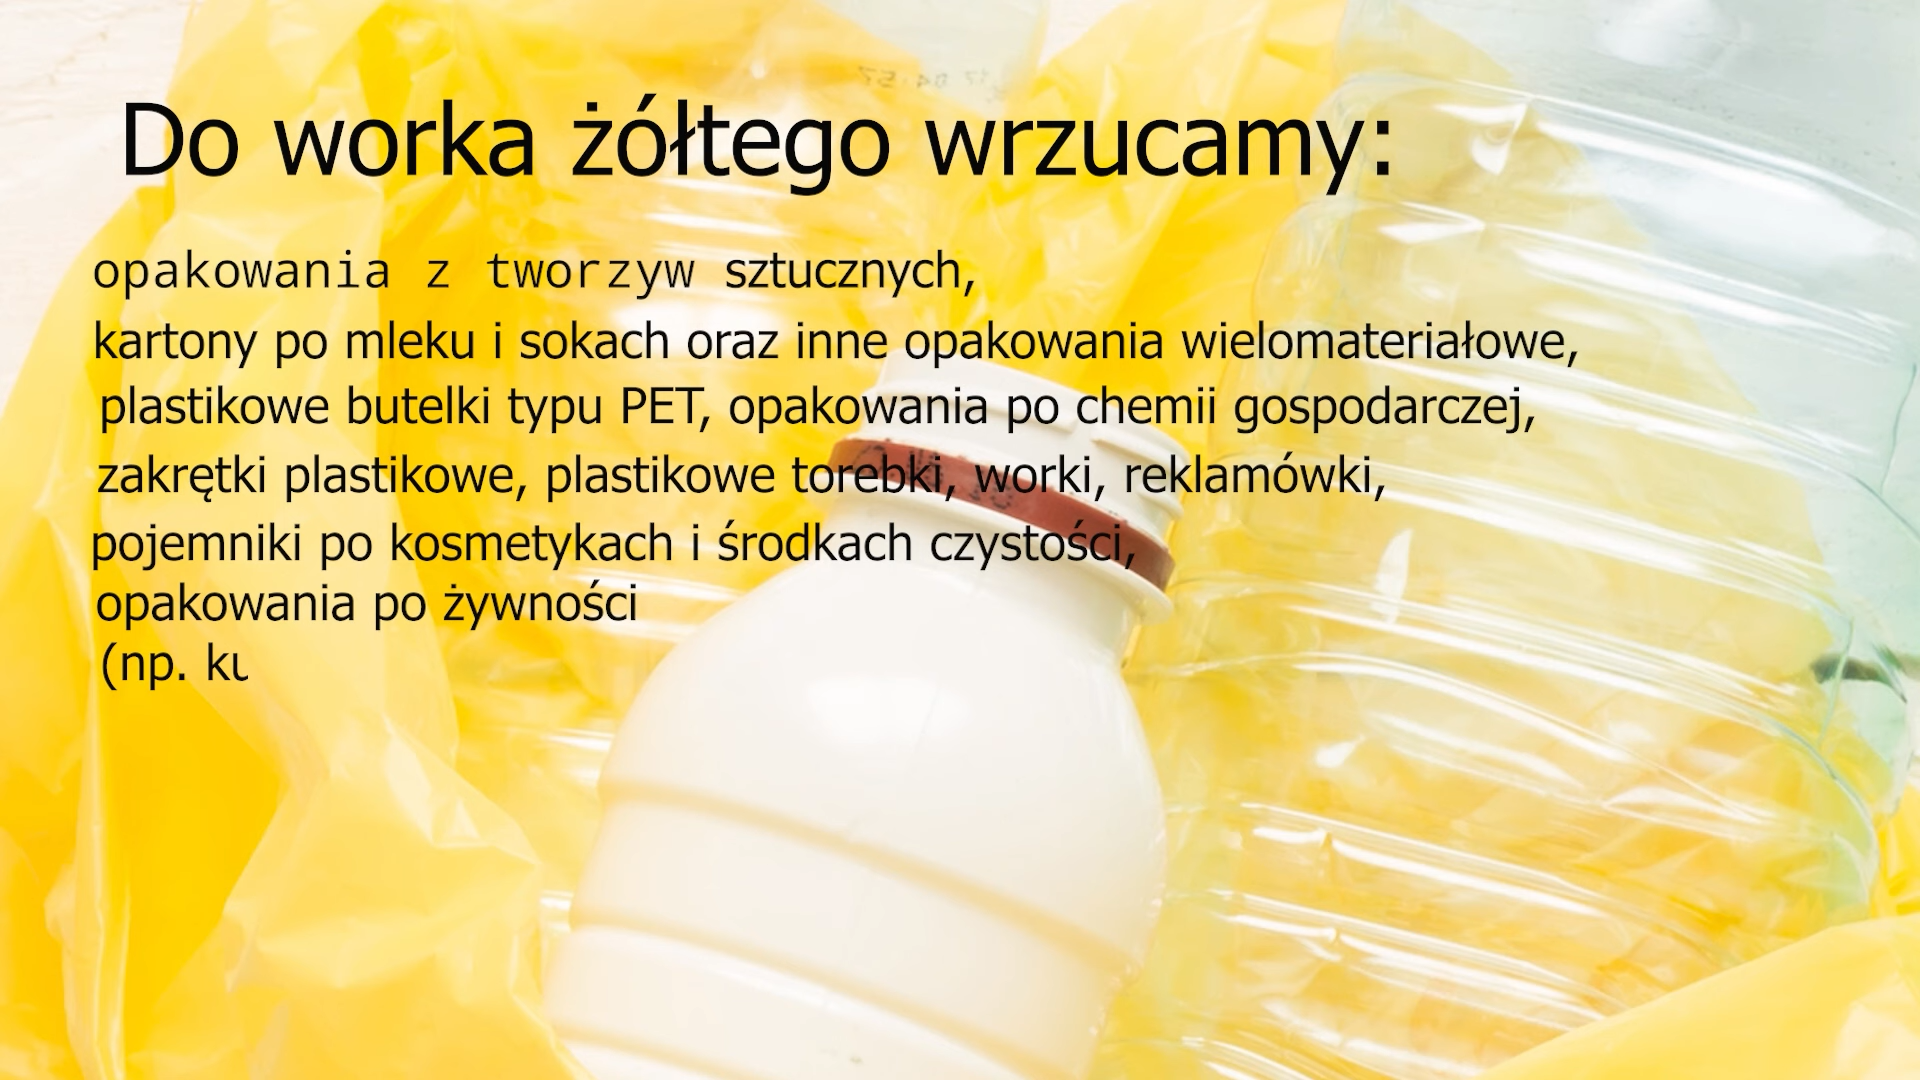 Do worka żółtego wrzucamy:
opakowania z tworzyw sztucznych,
kartony po mleku i sokach oraz inne opakowania wielomateriałowe,
plastikowe butelki typu PET, opakowania po chemii gospodarczej,
zakrętki plastikowe, plastikowe torebki, worki, reklamówki,
pojemniki po kosmetykach i środkach czystości,
opakowania po żywności
(np.